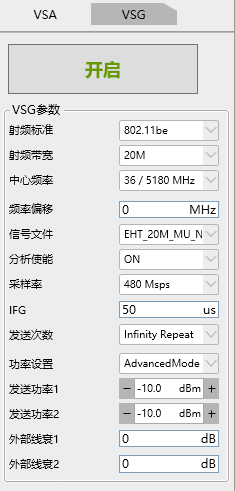 VSA VSG
开启
VSG参数
射频标准 802.11be
射频带宽 20M
中心频率 36 / 5180 MHz
频率偏移 0 MHz
信号文件 EHT_20M_MU_N
分析使能 ON
采样率 480 Msps
IFG 50 us
发送次数 Infinity Repeat
功率设置 AdvancedMode
发送功率1 − -10.0 dBm +
发送功率2 − -10.0 dBm +
外部线衰1 0 dB
外部线衰2 0 dB